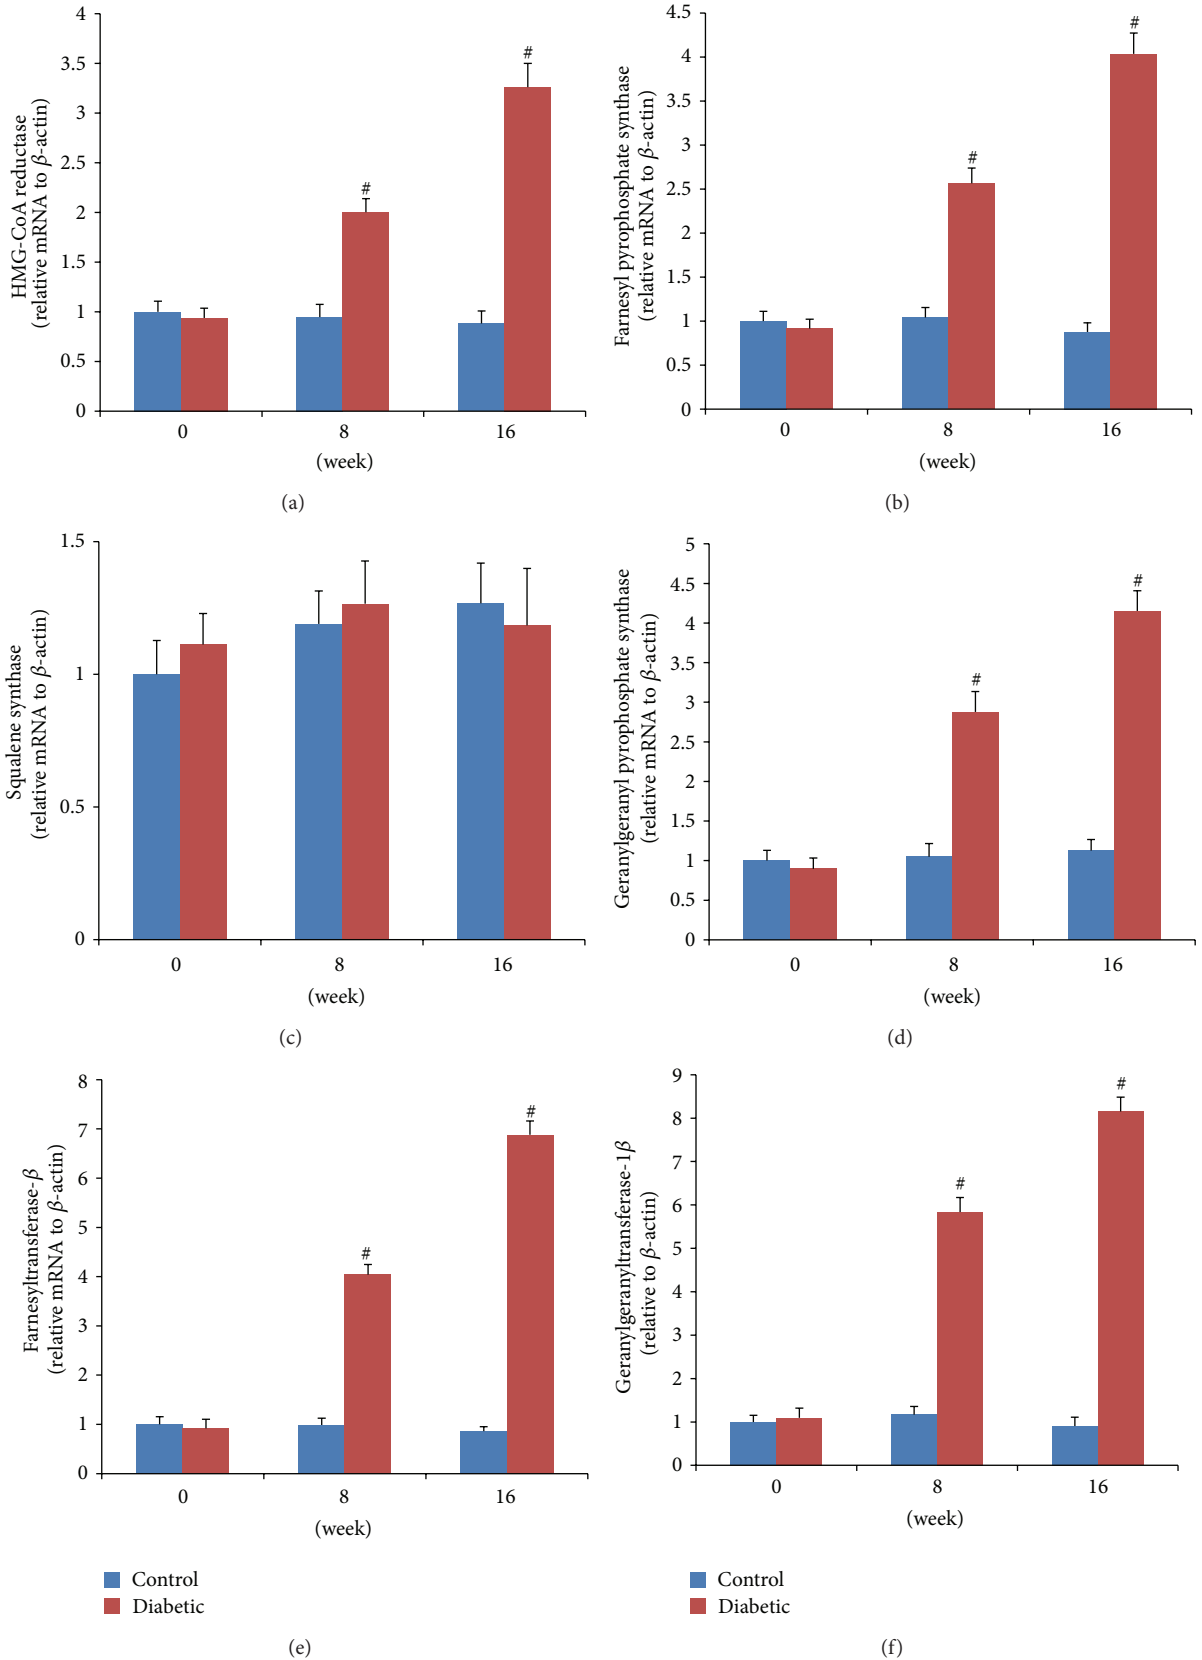 HMG-CoA reductase
(relative mRNA to β-actin)
4
3.5
3
2.5
2
1.5
1
0.5
0
#
#
0
8
16
(week)
(a)
Farnesyl pyrophosphate synthase
(relative mRNA to β-actin)
4.5
4
3.5
3
2.5
2
1.5
1
0.5
0
#
#
0
8
16
(week)
(b)
Squalene synthase
(relative mRNA to β-actin)
1.5
1
0.5
0
0
8
16
(week)
(c)
Geranylgeranyl pyrophosphate synthase
(relative mRNA to β-actin)
5
4.5
4
3.5
3
2.5
2
1.5
1
0.5
0
#
#
0
8
16
(week)
(d)
Farnesyltransferase-β
(relative mRNA to β-actin)
8
7
6
5
4
3
2
1
0
#
#
0
8
16
(week)
Control
Diabetic
(e)
Geranylgeranyltransferase-1β
(relative to β-actin)
9
8
7
6
5
4
3
2
1
0
#
#
0
8
16
(week)
Control
Diabetic
(f)